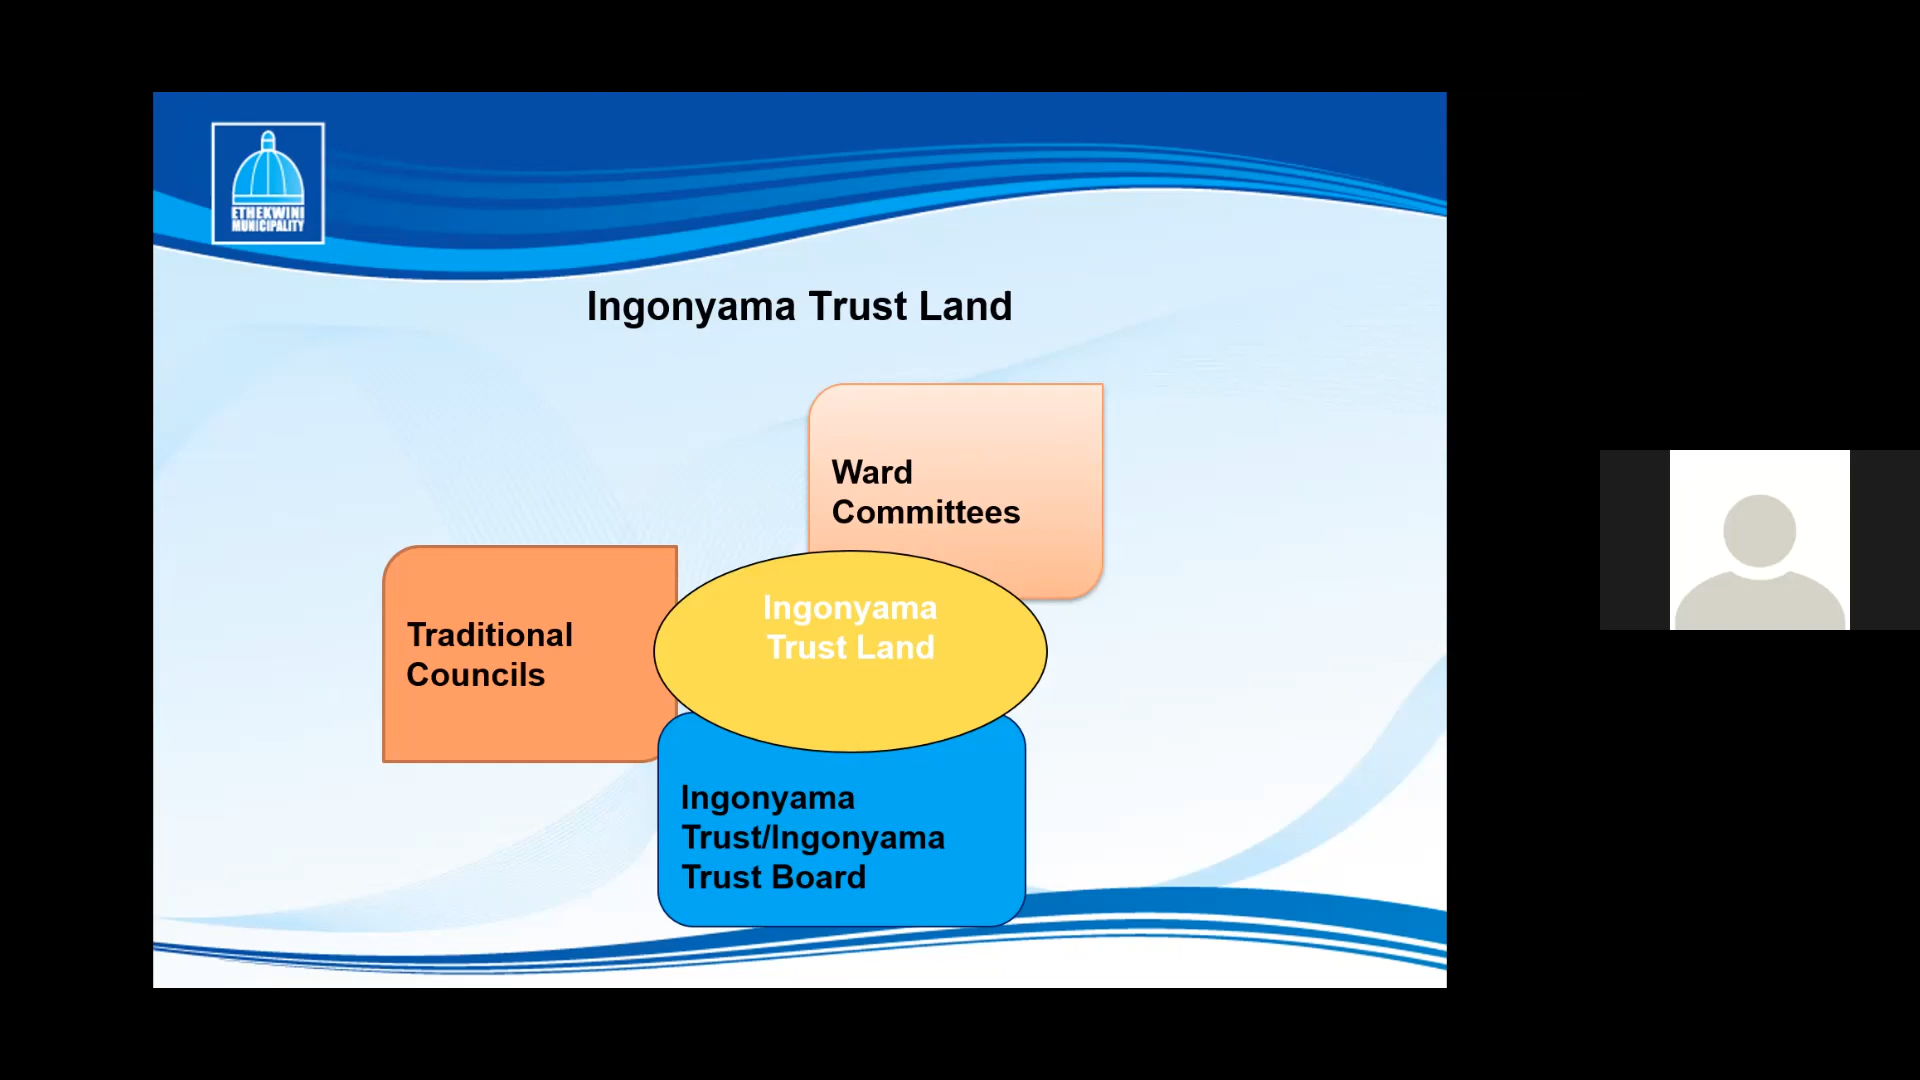 ETHEKWINI
MUNICIPALITY
Ingonyama Trust Land
Ward
Committees
Traditional
Councils
Ingonyama
Trust Land
Ingonyama
Trust/Ingonyama
Trust Board